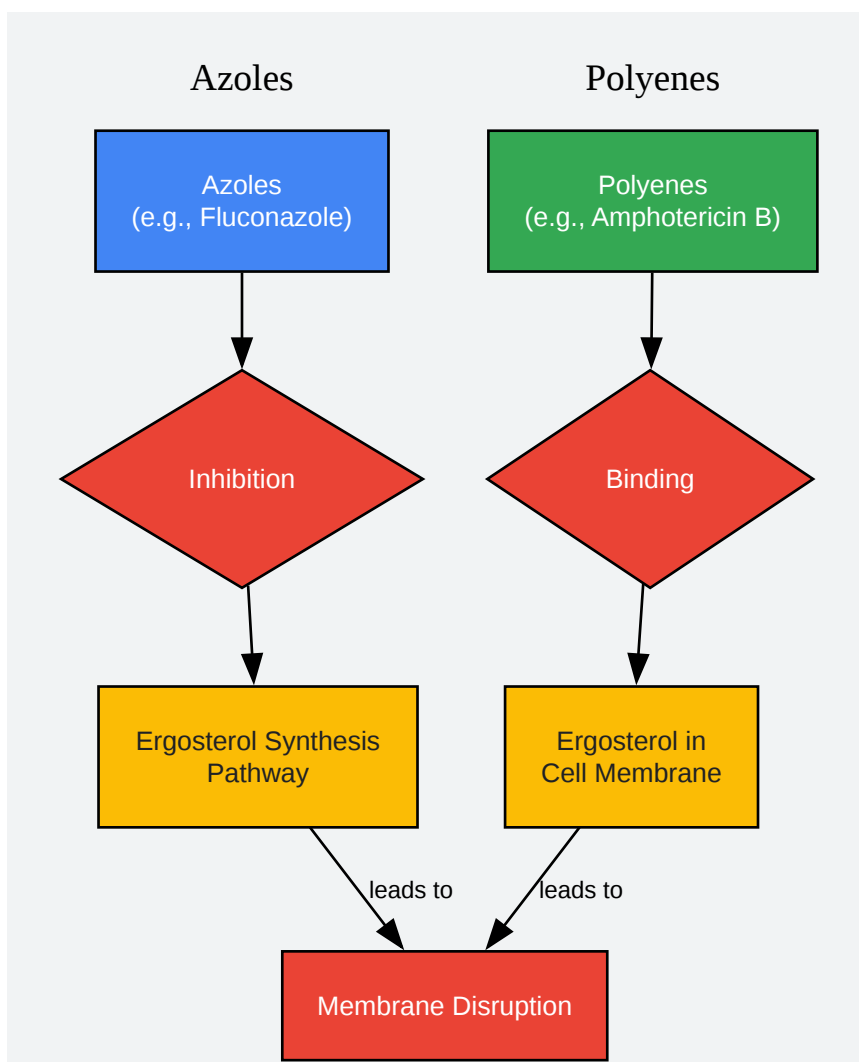 Azoles
Polyenes
Azoles
(e.g., Fluconazole)
Polyenes
(e.g., Amphotericin B)
Inhibition
Binding
Ergosterol Synthesis
Pathway
Ergosterol in
Cell Membrane
leads to
leads to
Membrane Disruption